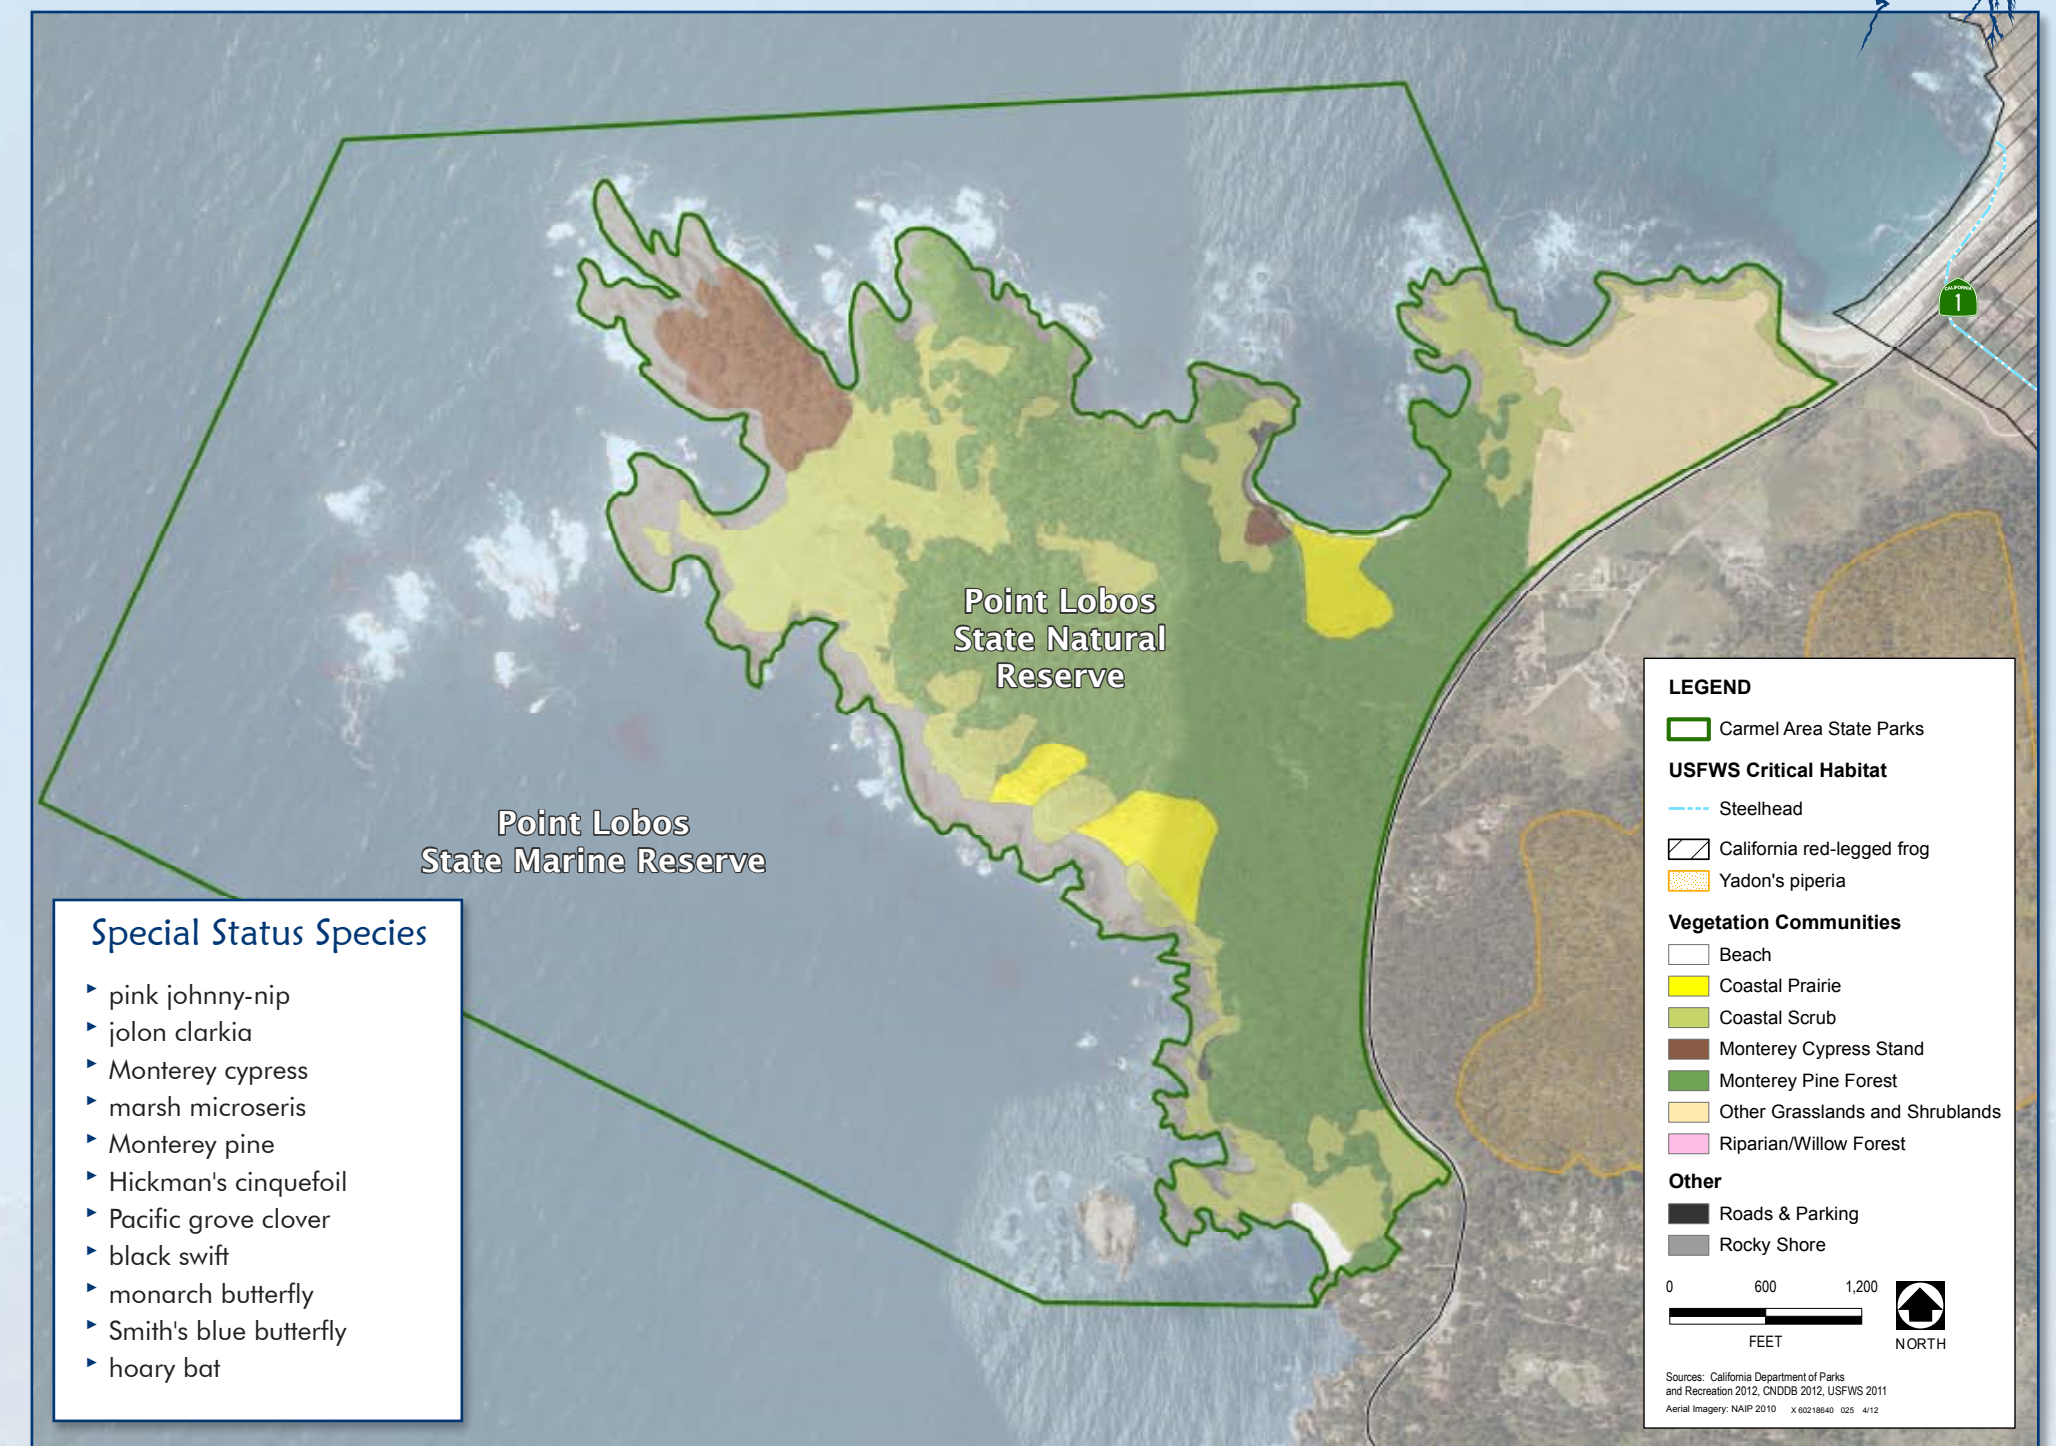 CALIFORNIA
1
Point Lobos
State Natural
Reserve
Point Lobos
State Marine Reserve
Special Status Species
pink johnny-nip
jolon clarkia
Monterey cypress
marsh microseris
Monterey pine
Hickman's cinquefoil
Pacific grove clover
black swift
monarch butterfly
Smith's blue butterfly
hoary bat
LEGEND
Carmel Area State Parks
USFWS Critical Habitat
Steelhead
California red-legged frog
Yadon's piperia
Vegetation Communities
Beach
Coastal Prairie
Coastal Scrub
Monterey Cypress Stand
Monterey Pine Forest
Other Grasslands and Shrublands
Riparian/Willow Forest
Other
Roads & Parking
Rocky Shore
0 600 1,200
FEET
NORTH
Sources: California Department of Parks
and Recreation 2012, CNDDB 2012, USFWS 2011
Aerial Imagery: NAIP 2010 X 60218640 025 4/12